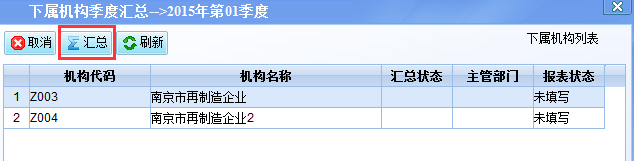 下属机构季度汇总-->2015年第01季度
取消 汇总 刷新 下属机构列表
机构代码 机构名称 汇总状态 主管部门 报表状态
1 Z003 南京市再制造企业 未填写
2 Z004 南京市再制造企业2 未填写